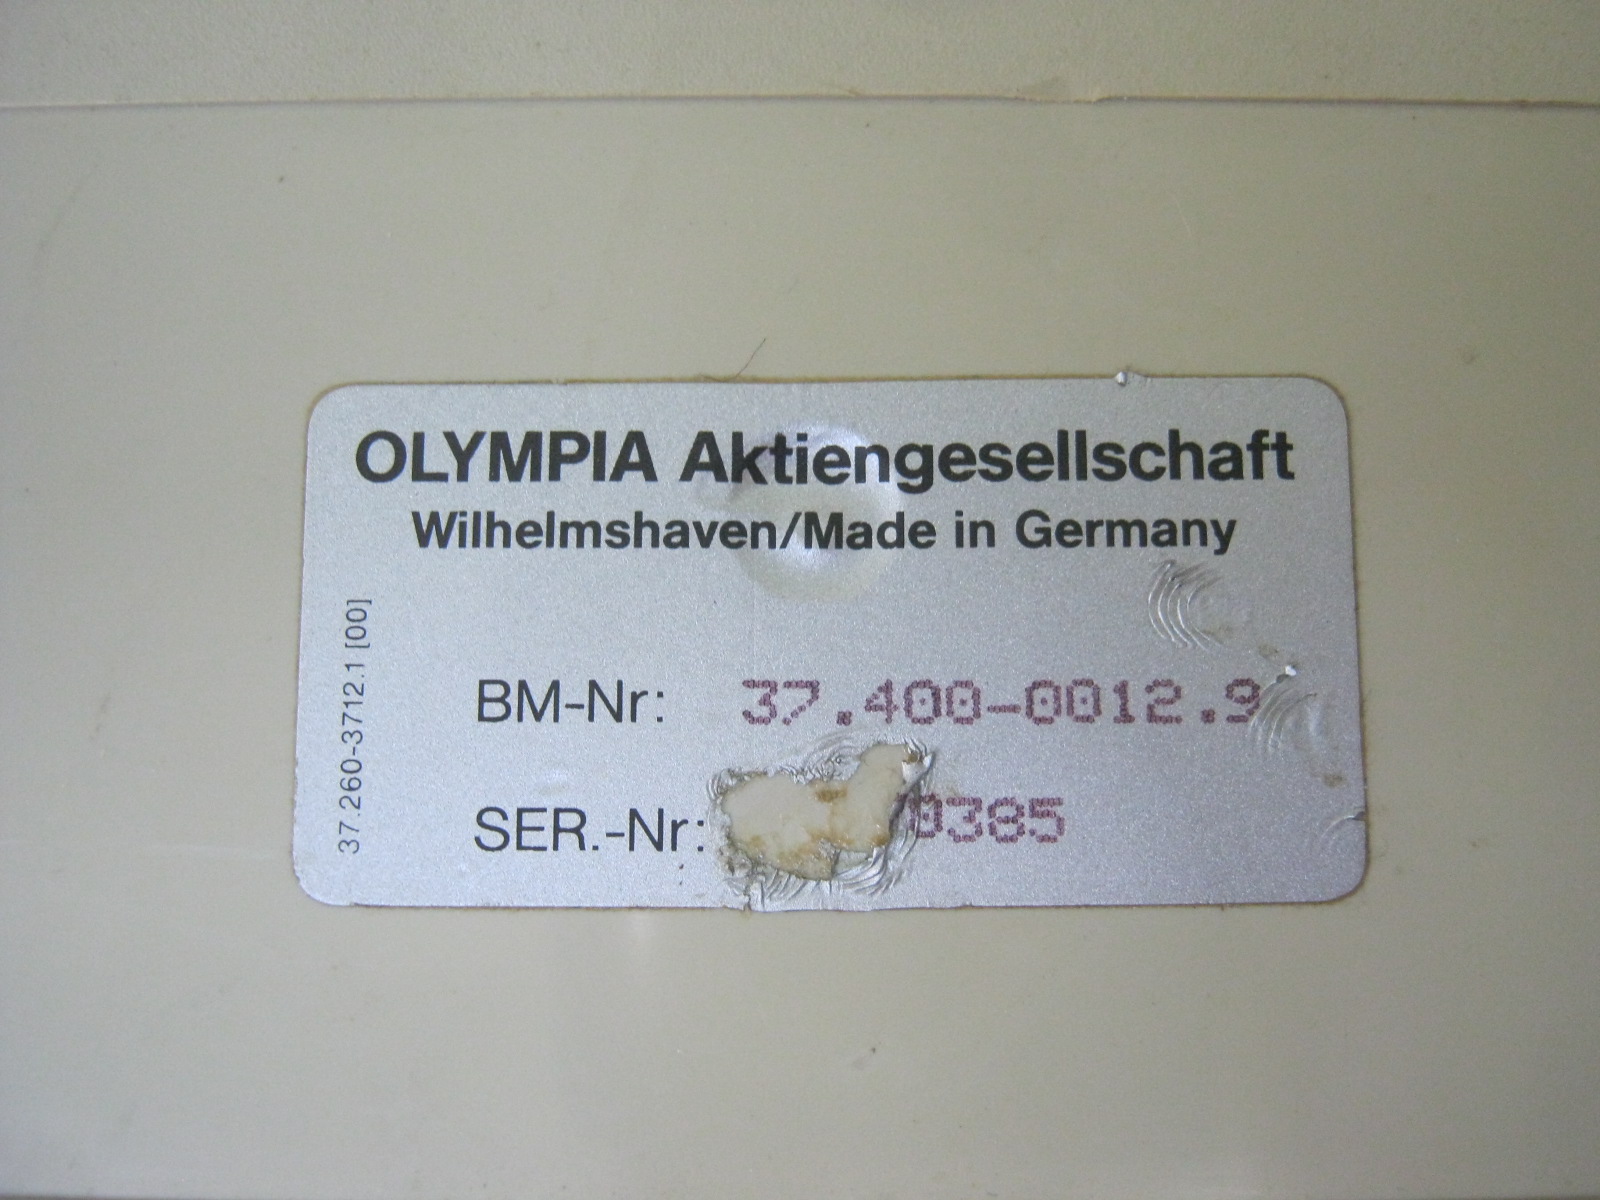 OLYMPIA Aktiengesellschaft
Wilhelmshaven/Made in Germany
37.260-3712.1 [00]
BM-Nr: 37.400-0012.9
SER.-Nr: 0385